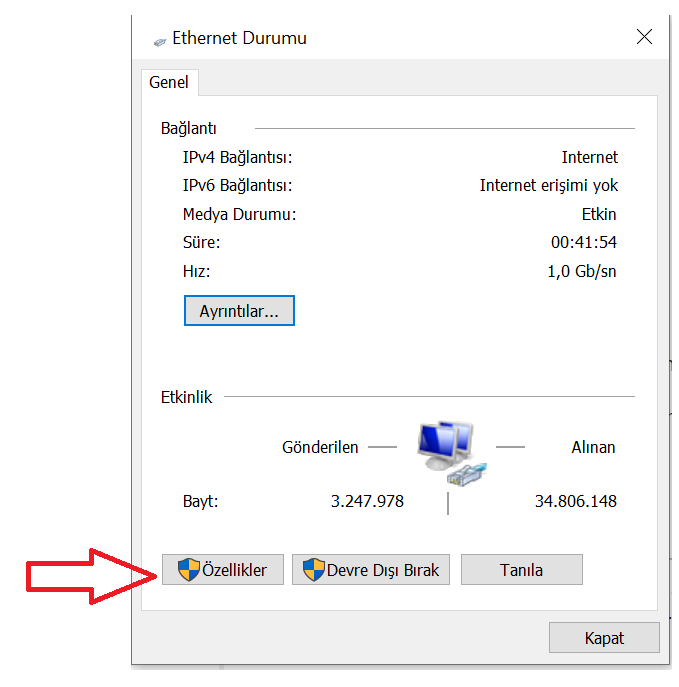 Ethernet Durumu
Genel
Bağlantı
IPv4 Bağlantısı: Internet
IPv6 Bağlantısı: Internet erişimi yok
Medya Durumu: Etkin
Süre: 00:41:54
Hız: 1,0 Gb/sn
Ayrıntılar...
Etkinlik
Gönderilen Alınan
Bayt: 3.247.978 34.806.148
Özellikler Devre Dışı Bırak Tanıla
Kapat